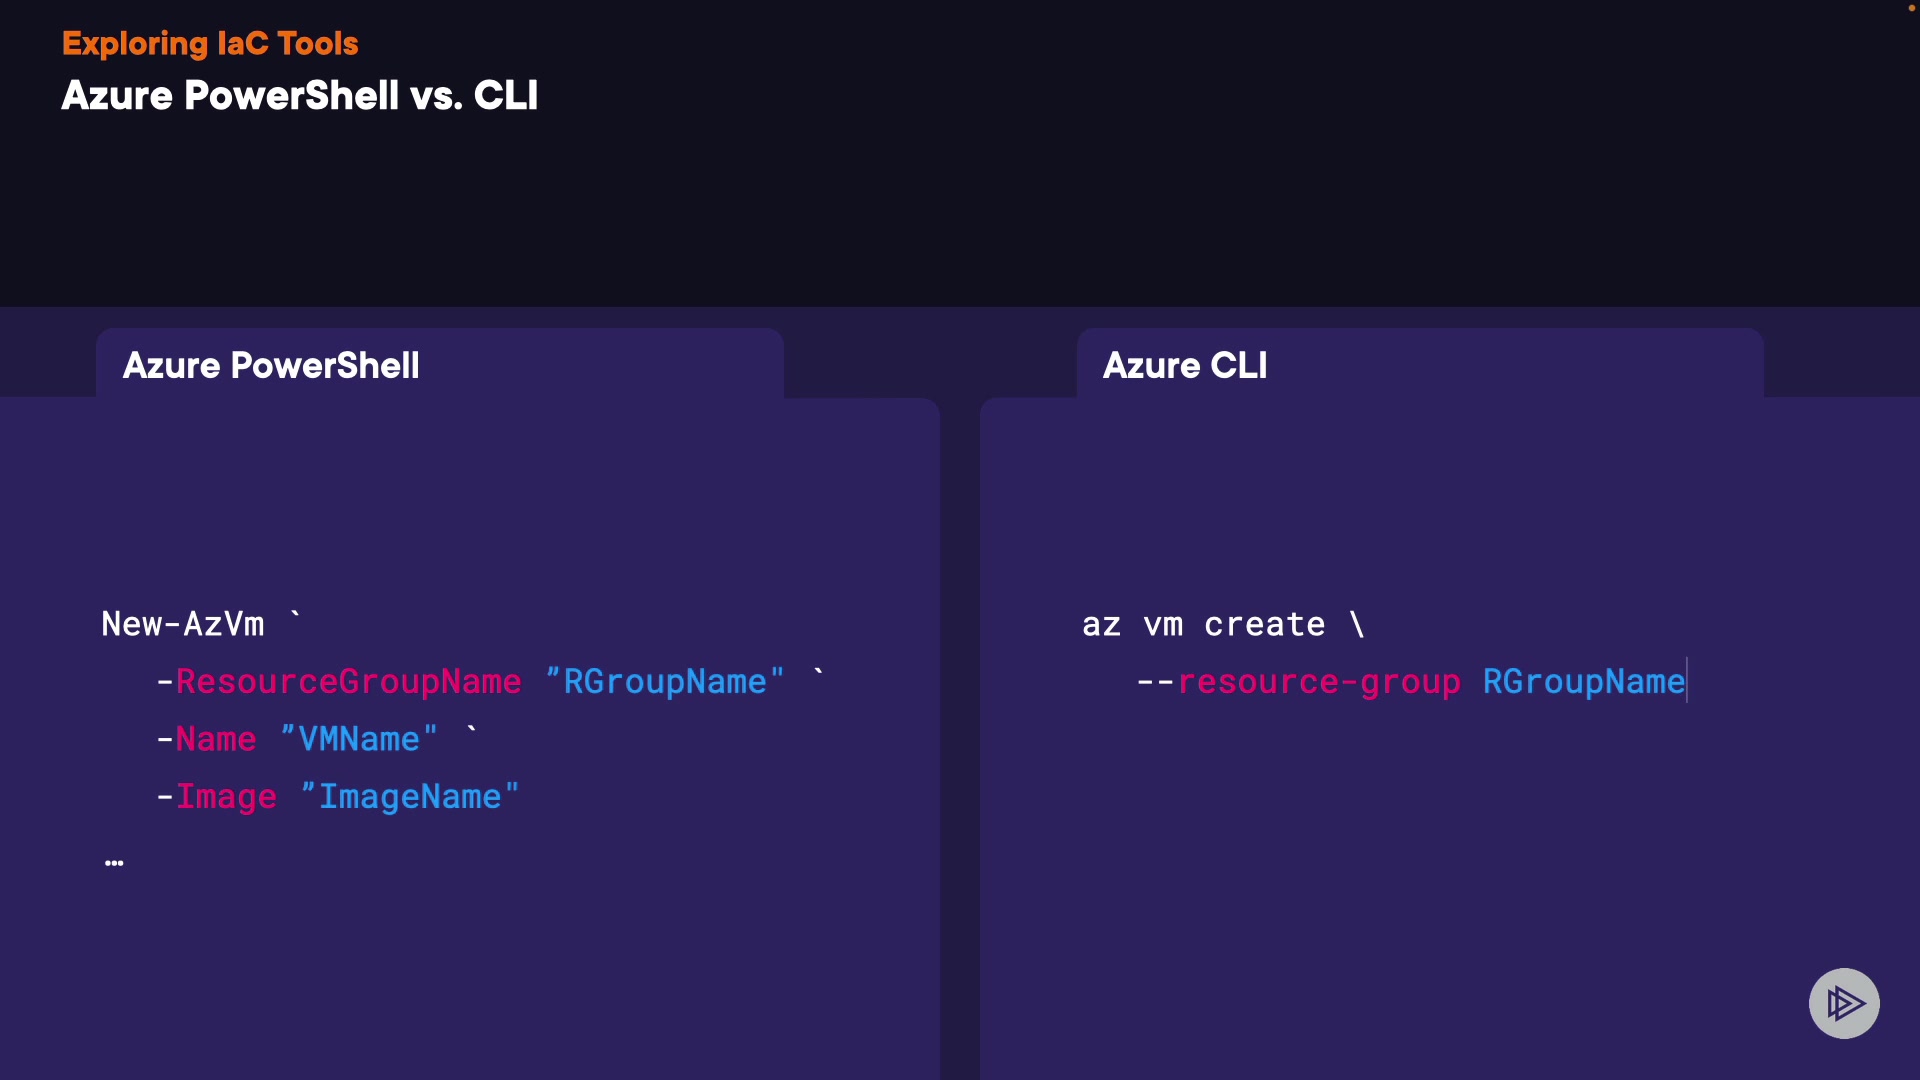 Exploring IaC Tools
Azure PowerShell vs. CLI
Azure PowerShell
New-AzVm `
-ResourceGroupName ”RGroupName" `
-Name ”VMName" `
-Image ”ImageName"
…
Azure CLI
az vm create \
--resource-group RGroupName